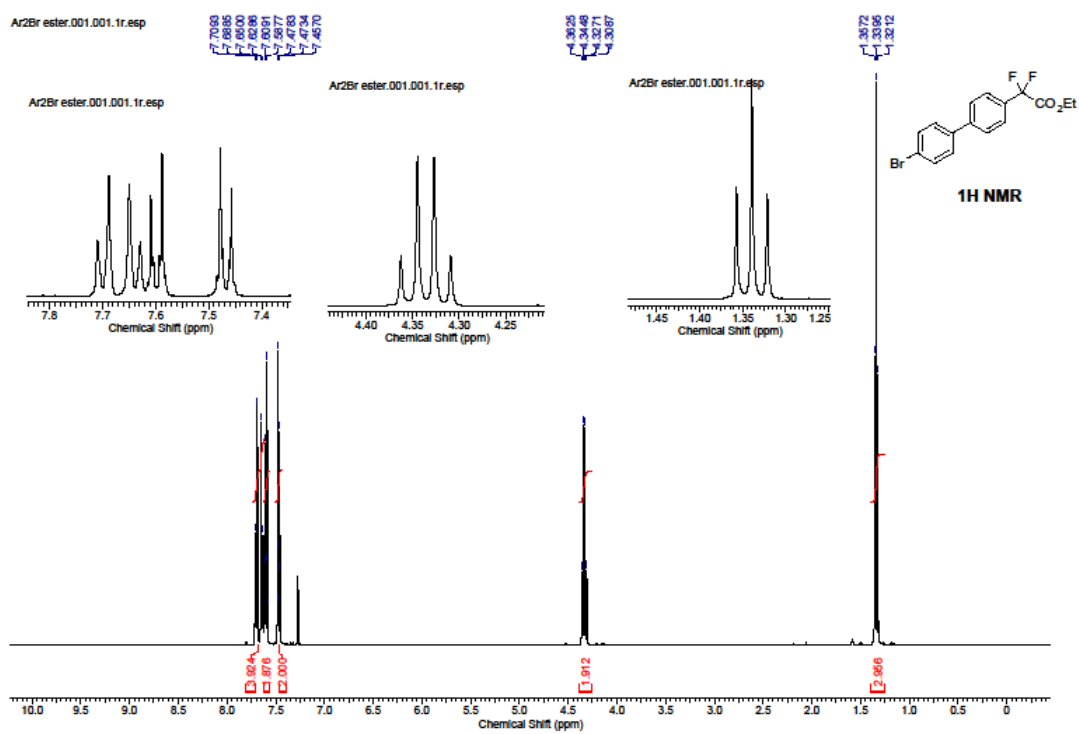 Ar2Br ester.001.001.1r.esp
7.7093
7.6885
7.6500
7.6286
7.6091
7.5877
7.4783
7.4734
7.4570
4.3625
4.3448
4.3271
4.3087
1.3572
1.3395
1.3212
Ar2Br ester.001.001.1r.esp
Ar2Br ester.001.001.1r.esp
Ar2Br ester.001.001.1r.esp
F F
CO2Et
Br
1H NMR
7.8 7.7 7.6 7.5 7.4
Chemical Shift (ppm)
4.40 4.35 4.30 4.25
Chemical Shift (ppm)
1.45 1.40 1.35 1.30 1.25
Chemical Shift (ppm)
3.924 1.876 2.000 1.912 2.956
10.0 9.5 9.0 8.5 8.0 7.5 7.0 6.5 6.0 5.5 5.0 4.5 4.0 3.5 3.0 2.5 2.0 1.5 1.0 0.5 0
Chemical Shift (ppm)